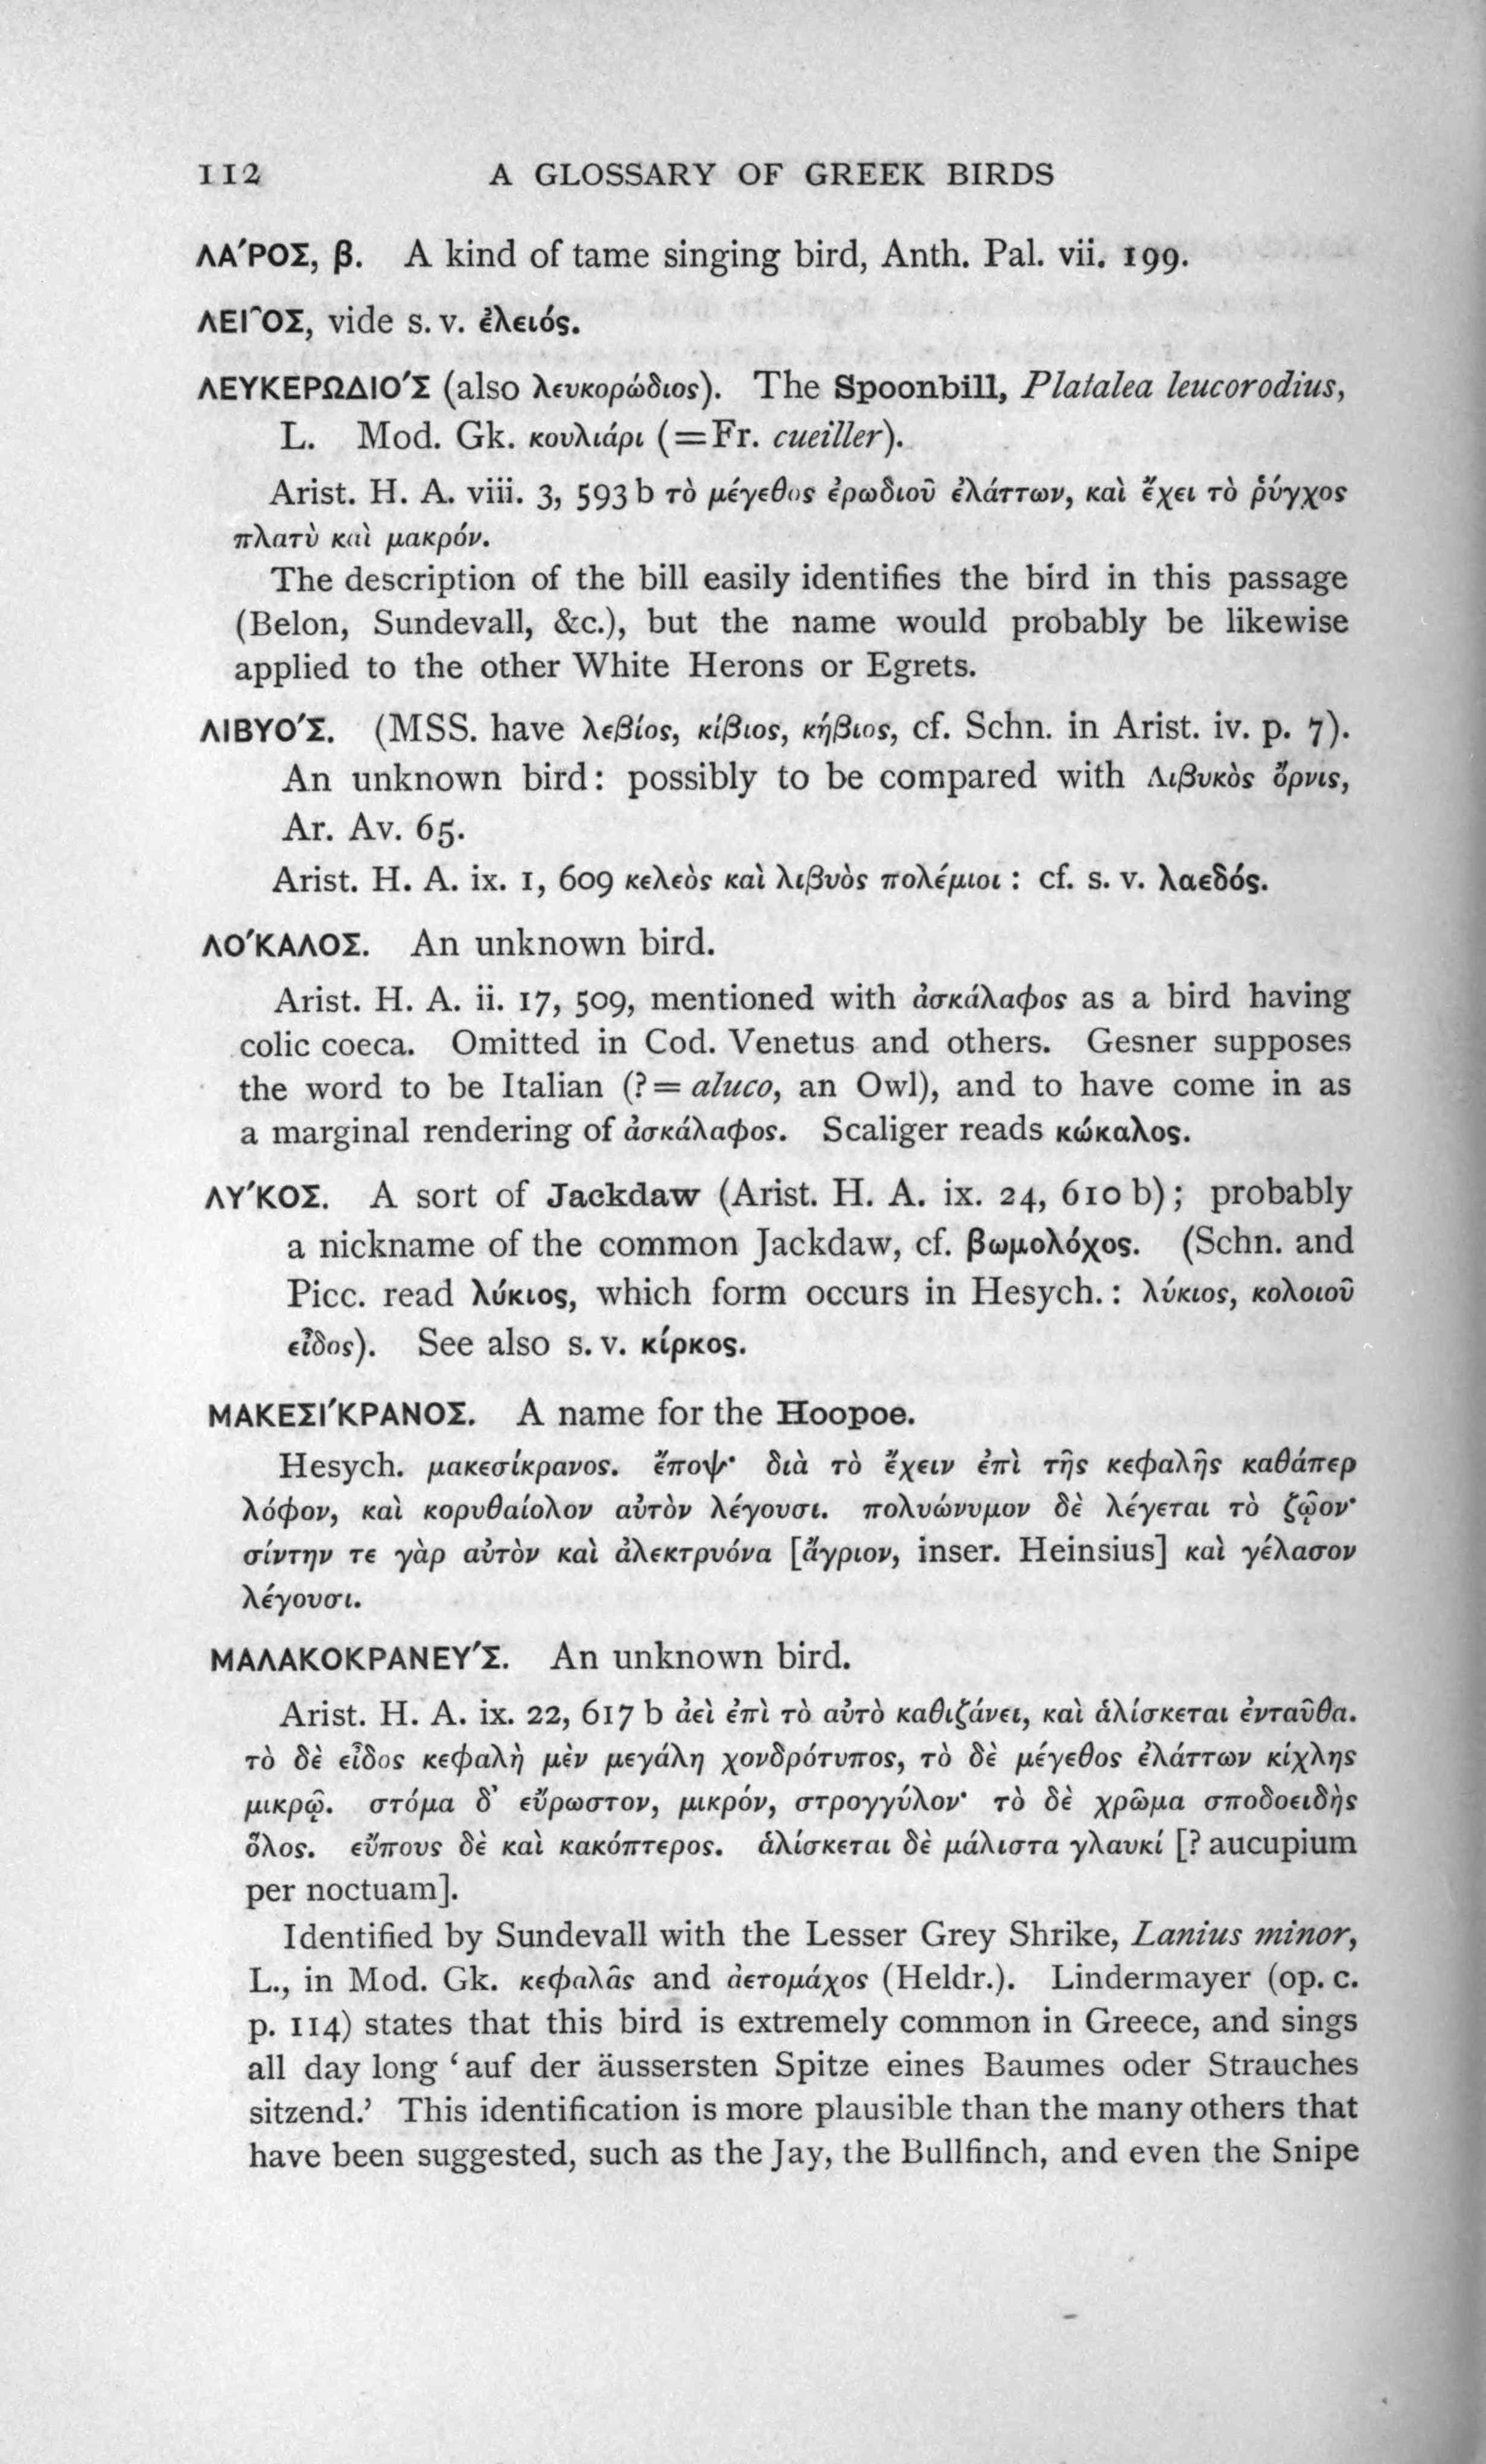 112 A GLOSSARY OF GREEK BIRDS
ΛΑ´ΡΟΣ, β. A kind of tame singing bird, Anth. Pal. vii. 199.
ΛΕΙ͂ΟΣ, vide s. v. ἐλειός.
ΛΕΥΚΕΡΩΔΙΟ´Σ (also λευκορώδιος). The Spoonbill, Platalea leucorodius,
L. Mod. Gk. κουλιάρι (=Fr. cueiller).
Arist. H. A. viii. 3, 593 b τὸ μέγεθος ἐρωδιοῦ ἐλάττων, καὶ ἔχει τὸ ῥύγχος
πλατὺ καὶ μακρόν.
The description of the bill easily identifies the bird in this passage
(Belon, Sundevall, &c.), but the name would probably be likewise
applied to the other White Herons or Egrets.
ΛΙΒΥΟ´Σ. (MSS. have λεβίος, κίβιος, κήβιος, cf. Schn. in Arist. iv. p. 7).
An unknown bird: possibly to be compared with Λιβυκὸς ὄρνις,
Ar. Av. 65.
Arist. H. A. ix. 1, 609 κελεὸς καὶ λιβυὸς πολέμιοι : cf. s. v. λαεδός.
ΛΟ´ΚΑΛΟΣ. An unknown bird.
Arist. H. A. ii. 17, 509, mentioned with ἀσκάλαφος as a bird having
colic coeca. Omitted in Cod. Venetus and others. Gesner supposes
the word to be Italian (?= aluco, an Owl), and to have come in as
a marginal rendering of ἀσκάλαφος. Scaliger reads κώκαλος.
ΛΥ´ΚΟΣ. A sort of Jackdaw (Arist. H. A. ix. 24, 610 b); probably
a nickname of the common Jackdaw, cf. βωμολόχος. (Schn. and
Picc. read λύκιος, which form occurs in Hesych. : λύκιος, κολοιοῦ
εἶδος). See also s. v. κίρκος.
ΜΑΚΕΣΙ´ΚΡΑΝΟΣ. A name for the Hoopoe.
Hesych. μακεσίκρανος. ἔποψ· διὰ τὸ ἔχειν ἐπὶ τῆς κεφαλῆς καθάπερ
λόφον, καὶ κορυθαίολον αὐτὸν λέγουσι. πολυώνυμον δὲ λέγεται τὸ ζῷον·
σίντην τε γὰρ αὐτὸν καὶ ἀλεκτρυόνα [ἄγριον, inser. Heinsius] καὶ γέλασον
λέγουσι.
ΜΑΛΑΚΟΚΡΑΝΕΥ´Σ. An unknown bird.
Arist. H. A. ix. 22, 617 b ἀεὶ ἐπὶ τὸ αὐτὸ καθιζάνει, καὶ ἁλίσκεται ἐνταῦθα.
τὸ δὲ εἶδος κεφαλὴ μὲν μεγάλη χονδρότυπος, τὸ δὲ μέγεθος ἐλάττων κίχλης
μικρῷ. στόμα δ' εὔρωστον, μικρόν, στρογγύλον· τὸ δὲ χρῶμα σποδοειδὴς
ὅλος. εὔπους δὲ καὶ κακόπτερος. ἁλίσκεται δὲ μάλιστα γλαυκί [? aucupium
per noctuam].
Identified by Sundevall with the Lesser Grey Shrike, Lanius minor,
L., in Mod. Gk. κεφαλᾶς and ἀετομάχος (Heldr.). Lindermayer (op. c.
p. 114) states that this bird is extremely common in Greece, and sings
all day long ‘auf der äussersten Spitze eines Baumes oder Strauches
sitzend.’ This identification is more plausible than the many others that
have been suggested, such as the Jay, the Bullfinch, and even the Snipe